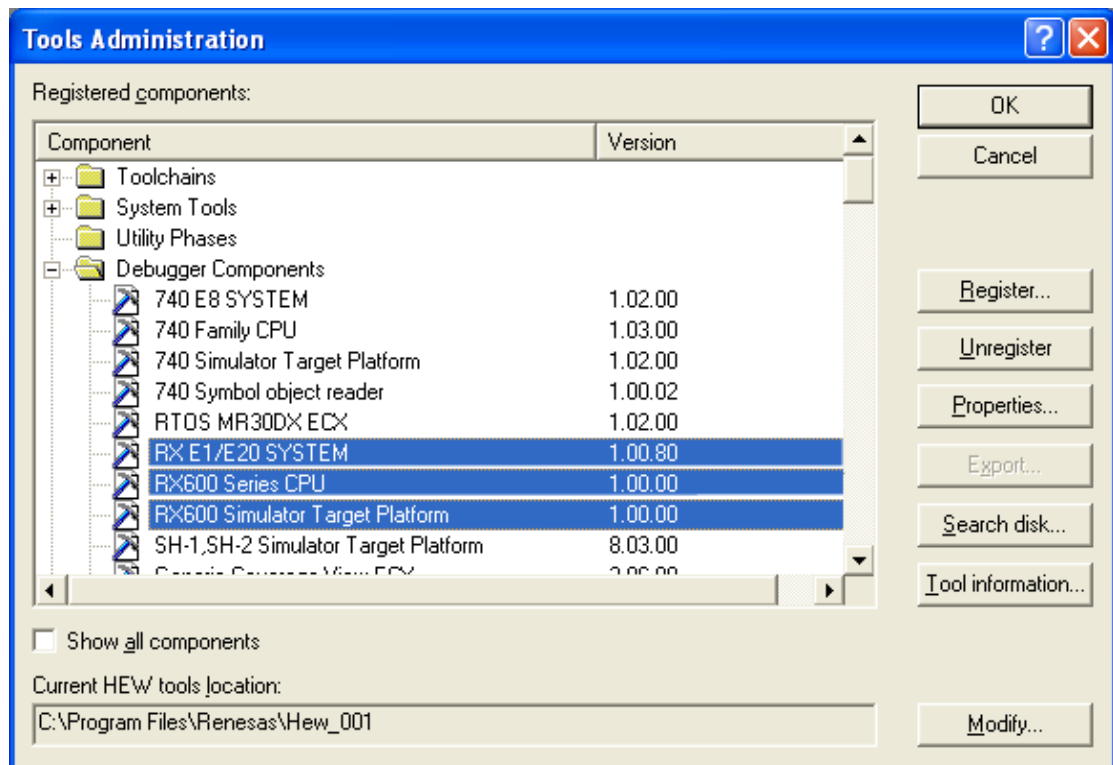 Tools Administration
Registered components:
Component Version
Toolchains
System Tools
Utility Phases
Debugger Components
740 E8 SYSTEM 1.02.00
740 Family CPU 1.03.00
740 Simulator Target Platform 1.02.00
740 Symbol object reader 1.00.02
RTOS MR30DX ECX 1.02.00
RX E1/E20 SYSTEM 1.00.80
RX600 Series CPU 1.00.00
RX600 Simulator Target Platform 1.00.00
SH-1,SH-2 Simulator Target Platform 8.03.00
Show all components
Current HEW tools location:
C:\Program Files\Renesas\Hew_001
OK
Cancel
Register...
Unregister
Properties...
Export...
Search disk...
Tool information...
Modify...